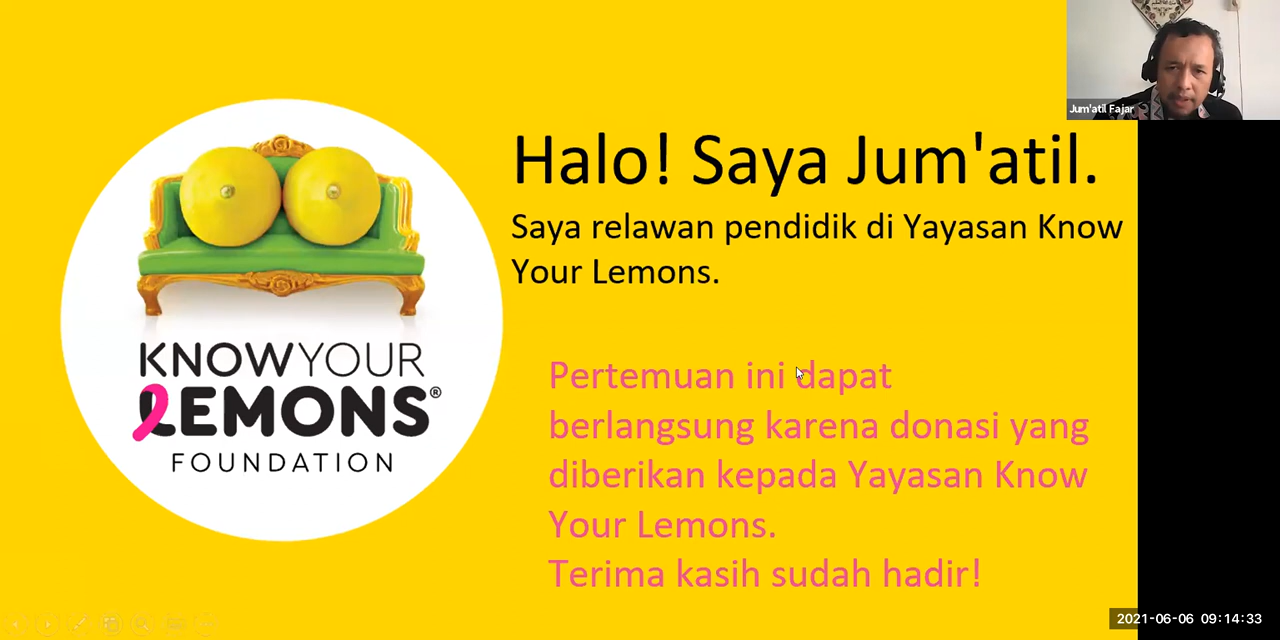 Jum'atil Fajar
Halo! Saya Jum'atil.
Saya relawan pendidik di Yayasan Know
Your Lemons.
KNOWYOUR
LEMONS®
FOUNDATION
Pertemuan ini dapat
berlangsung karena donasi yang
diberikan kepada Yayasan Know
Your Lemons.
Terima kasih sudah hadir!
2021-06-06 09:14:33